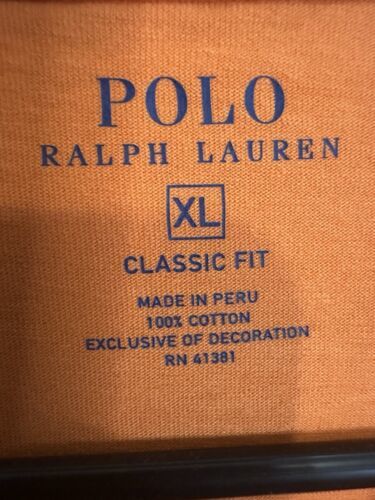 POLO
RALPH LAUREN
XL
CLASSIC FIT
MADE IN PERU
100% COTTON
EXCLUSIVE OF DECORATION
RN 41381